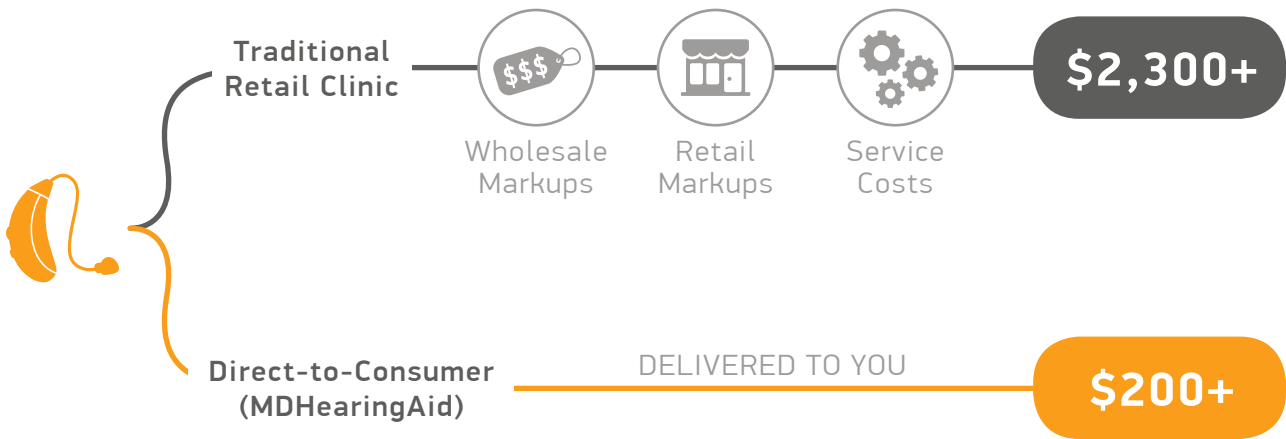 Traditional
Retail Clinic
$$$
Wholesale
Markups
Retail
Markups
Service
Costs
$2,300+
Direct-to-Consumer
(MDHearingAid)
DELIVERED TO YOU
$200+